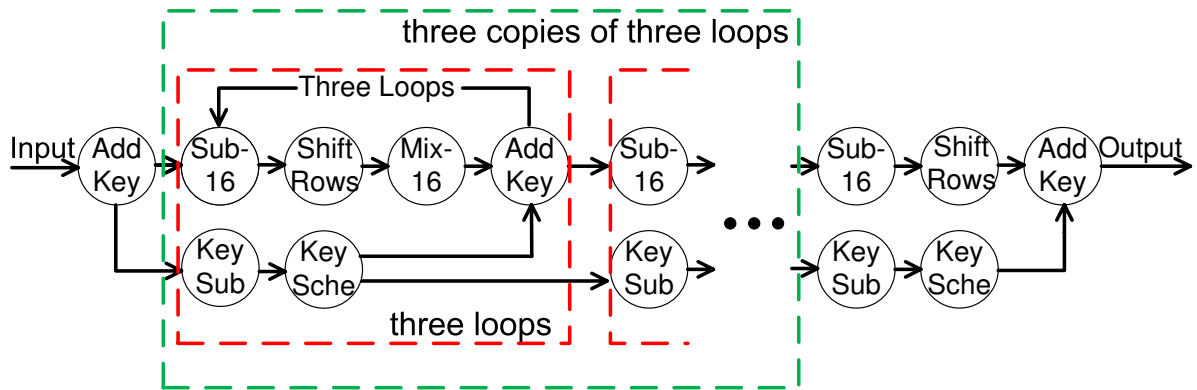 three copies of three loops
Three Loops
Input
Add
Key
Sub-
16
Shift
Rows
Mix-
16
Add
Key
Sub-
16
Sub-
16
Shift
Rows
Add
Key
Output
Key
Sub
Key
Sche
Key
Sub
Key
Sub
Key
Sche
three loops